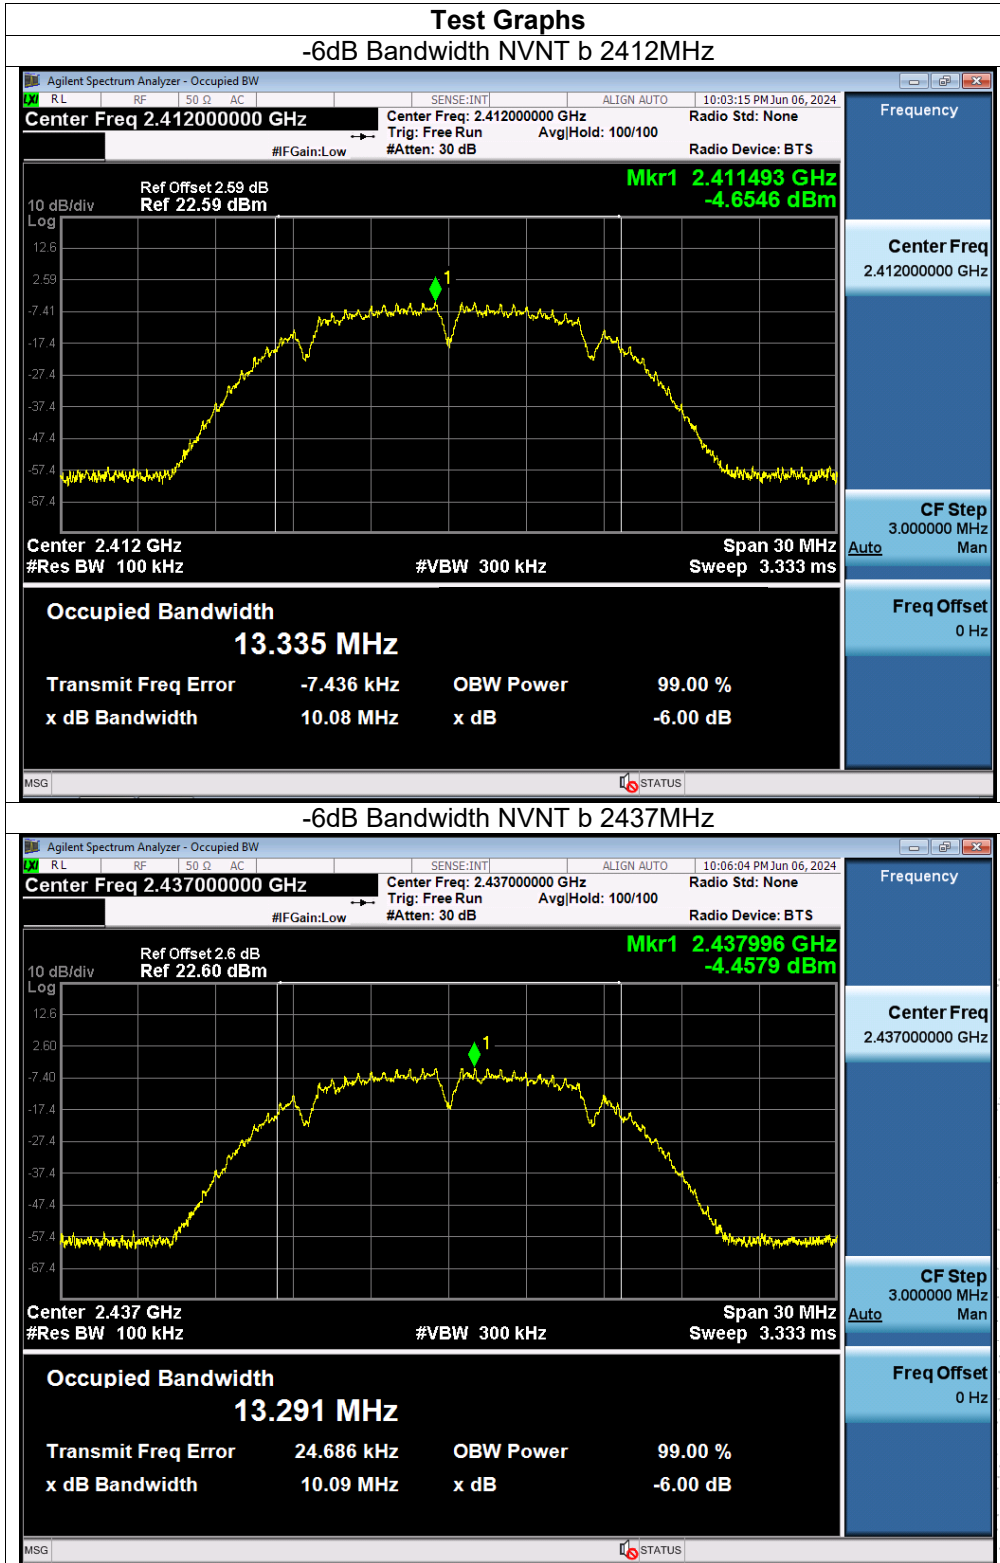 Test Graphs
-6dB Bandwidth NVNT b 2412MHz
Agilent Spectrum Analyzer - Occupied BW
LXI RL RF 50 Ω AC SENSE:INT ALIGN AUTO 10:03:15 PM Jun 06, 2024
Center Freq 2.412000000 GHz
Center Freq: 2.412000000 GHz
Radio Std: None
Trig: Free Run Avg|Hold: 100/100
#IFGain:Low #Atten: 30 dB Radio Device: BTS
Frequency
Mkr1 2.411493 GHz
-4.6546 dBm
Ref Offset 2.59 dB
10 dB/div Ref 22.59 dBm
Log
12.6
2.59
-7.41
-17.4
-27.4
-37.4
-47.4
-57.4
-67.4
1
Center 2.412 GHz Span 30 MHz
#Res BW 100 kHz #VBW 300 kHz Sweep 3.333 ms
Center Freq
2.412000000 GHz
CF Step
3.000000 MHz
Auto Man
Freq Offset
0 Hz
Occupied Bandwidth
13.335 MHz
Transmit Freq Error -7.436 kHz OBW Power 99.00 %
x dB Bandwidth 10.08 MHz x dB -6.00 dB
MSG STATUS
-6dB Bandwidth NVNT b 2437MHz
Agilent Spectrum Analyzer - Occupied BW
LXI RL RF 50 Ω AC SENSE:INT ALIGN AUTO 10:06:04 PM Jun 06, 2024
Center Freq 2.437000000 GHz
Center Freq: 2.437000000 GHz
Radio Std: None
Trig: Free Run Avg|Hold: 100/100
#IFGain:Low #Atten: 30 dB Radio Device: BTS
Frequency
Mkr1 2.437996 GHz
-4.4579 dBm
Ref Offset 2.6 dB
10 dB/div Ref 22.60 dBm
Log
12.6
2.60
-7.40
-17.4
-27.4
-37.4
-47.4
-57.4
-67.4
1
Center 2.437 GHz Span 30 MHz
#Res BW 100 kHz #VBW 300 kHz Sweep 3.333 ms
Center Freq
2.437000000 GHz
CF Step
3.000000 MHz
Auto Man
Freq Offset
0 Hz
Occupied Bandwidth
13.291 MHz
Transmit Freq Error 24.686 kHz OBW Power 99.00 %
x dB Bandwidth 10.09 MHz x dB -6.00 dB
MSG STATUS